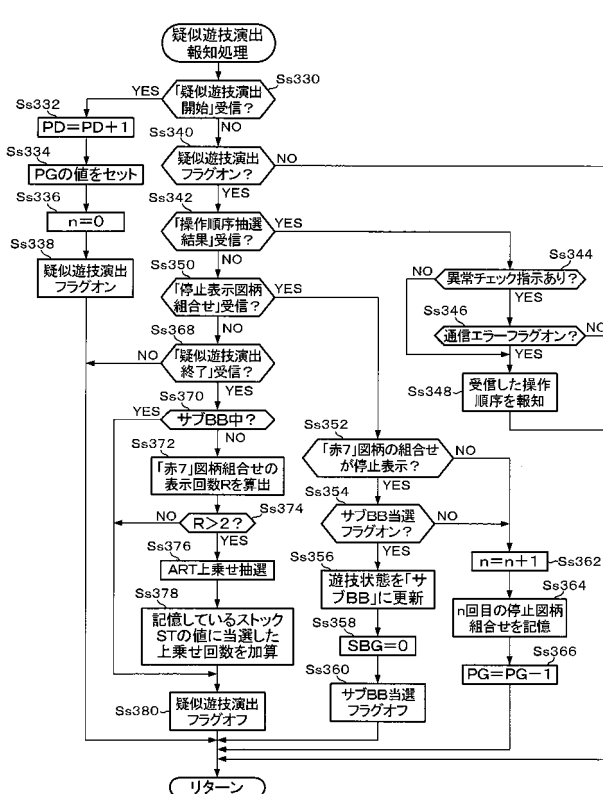 疑似遊技演出
報知処理
Ss330
「疑似遊技演出
開始」受信？
YES
NO
Ss332
PD=PD+1
Ss334
PGの値をセット
Ss336
n=0
Ss338
疑似遊技演出
フラグオン
Ss340
疑似遊技演出
フラグオン？
NO
YES
Ss342
「操作順序抽選
結果」受信？
YES
NO
Ss344
異常チェック指示あり？
NO
YES
Ss346
通信エラーフラグオン？
NO
YES
Ss348
受信した操作
順序を報知
Ss350
「停止表示図柄
組合せ」受信？
YES
NO
Ss368
「疑似遊技演出
終了」受信？
NO
YES
Ss370
サブBB中？
YES
NO
Ss372
「赤7」図柄組合せの
表示回数Rを算出
Ss374
R>2？
NO
YES
Ss376
ART上乗せ抽選
Ss378
記憶しているストック
STの値に当選した
上乗せ回数を加算
Ss380
疑似遊技演出
フラグオフ
Ss352
「赤7」図柄の組合せ
が停止表示？
NO
YES
Ss354
サブBB当選
フラグオン？
NO
YES
Ss356
遊技状態を「サ
ブBB」に更新
Ss358
SBG=0
Ss360
サブBB当選
フラグオフ
n=n+1
Ss362
Ss364
n回目の停止図柄
組合せを記憶
Ss366
PG=PG-1
リターン